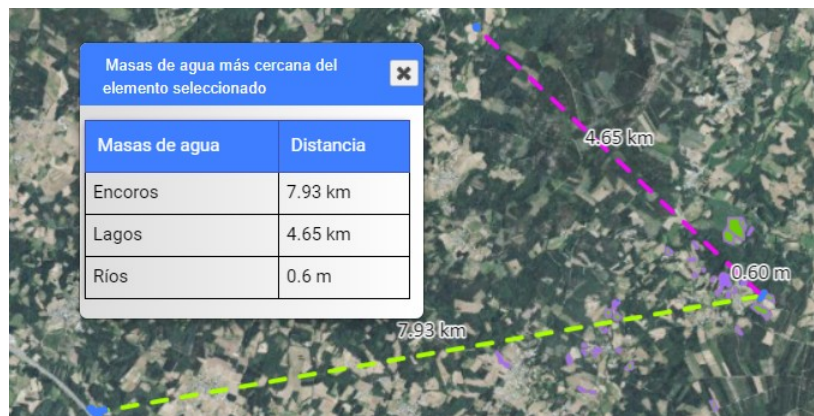 Masas de agua más cercana del
elemento seleccionado
Masas de agua Distancia
Encoros 7.93 km
Lagos 4.65 km
Ríos 0.6 m
4.65 km
0.60 m
7.93 km